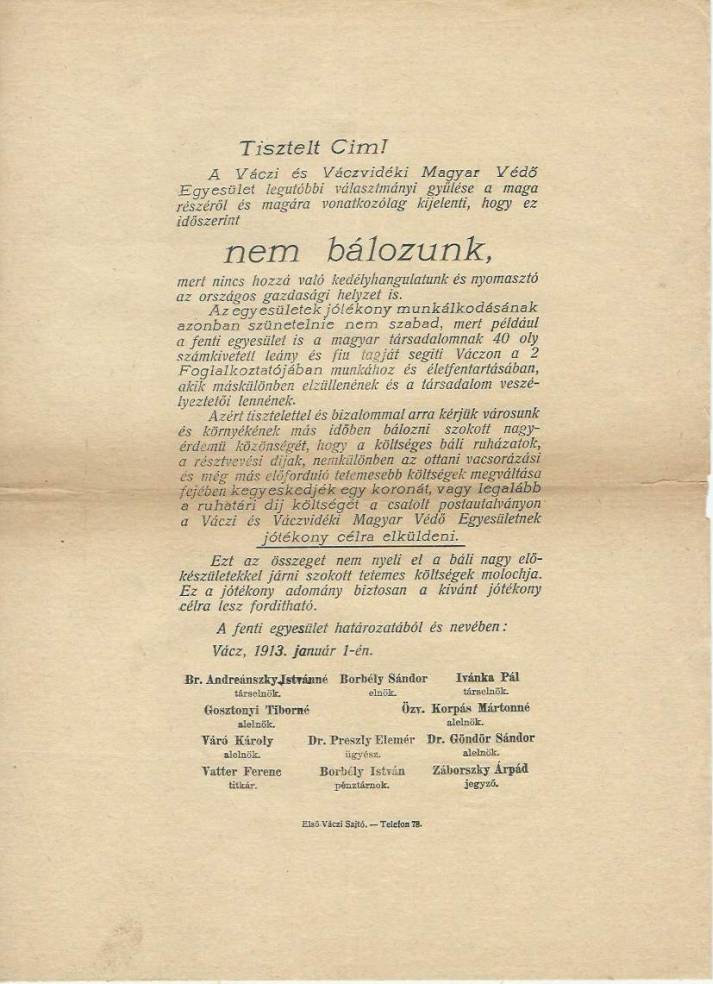 Tisztelt Cim!
A Váczi és Váczvidéki Magyar Védő
Egyesület legutóbbi választmányi gyülése a maga
részéről és magára vonatkozólag kijelenti, hogy ez
időszerint
nem bálozunk,
mert nincs hozzá való kedélyhangulatunk és nyomasztó
az országos gazdasági helyzet is.
Az egyesületek jótékony munkálkodásának
azonban szünetelnie nem szabad, mert például
a fenti egyesület is a magyar társadalomnak 40 oly
számkivetett leány és fiu tagját segiti Váczon a 2
Foglalkoztatójában munkához és életfentartásában,
akik máskülönben elzüllenének és a társadalom veszé-
lyeztetői lennének.
Azért tisztelettel és bizalommal arra kérjük városunk
és környékének más időben bálozni szokott nagy-
érdemü közönségét, hogy a költséges báli ruházatok,
a résztvevési dijak, nemkülönben az ottani vacsorázási
és még más előforduló tetemesebb költségek megváltása
fejében kegyeskedjék egy koronát, vagy legalább
a ruhatári dij költségét a csatolt postautalványon
a Váczi és Váczvidéki Magyar Védő Egyesületnek
jótékony célra elküldeni.
Ezt az összeget nem nyeli el a báli nagy elő-
készületekkel járni szokott tetemes költségek molochja.
Ez a jótékony adomány biztosan a kivánt jótékony
célra lesz forditható.
A fenti egyesület határozatából és nevében:
Vácz, 1913. január 1-én.
Br. Andreánszky Istvánné Borbély Sándor Ivánka Pál
társelnök. elnök. társelnök.
Gosztonyi Tiborné Özv. Korpás Mártonné
alelnök. alelnök.
Váró Károly Dr. Preszly Elemér Dr. Göndör Sándor
alelnök. ügyész. alelnök.
Vatter Ferenc Borbély István Záborszky Árpád
titkár. pénztárnok. jegyző.
Első Váczi Sajtó. — Telefon 78.